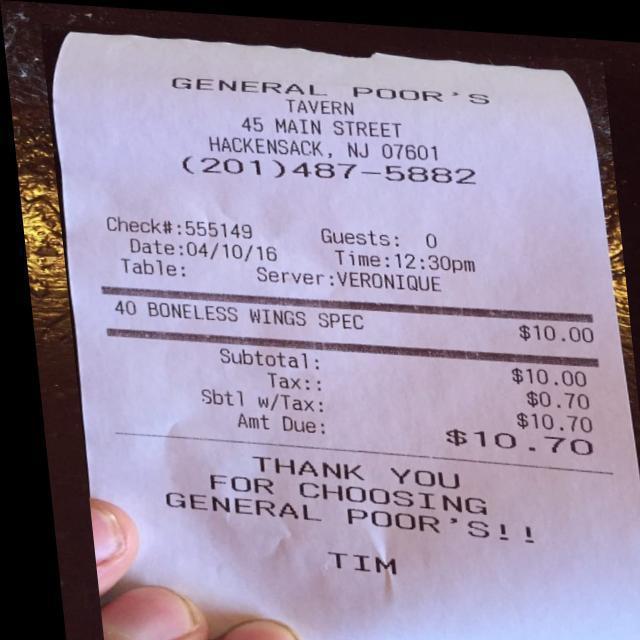 GENERAL POOR'S
TAVERN
45 MAIN STREET
HACKENSACK, NJ 07601
(201)487-5882
Check#:555149 Guests: 0
Date:04/10/16 Time:12:30pm
Table: Server:VERONIQUE
40 BONELESS WINGS SPEC $10.00
Subtotal: $10.00
Tax:: $0.70
Sbtl w/Tax: $10.70
Amt Due: $10.70
THANK YOU
FOR CHOOSING
GENERAL POOR'S!!
TIM